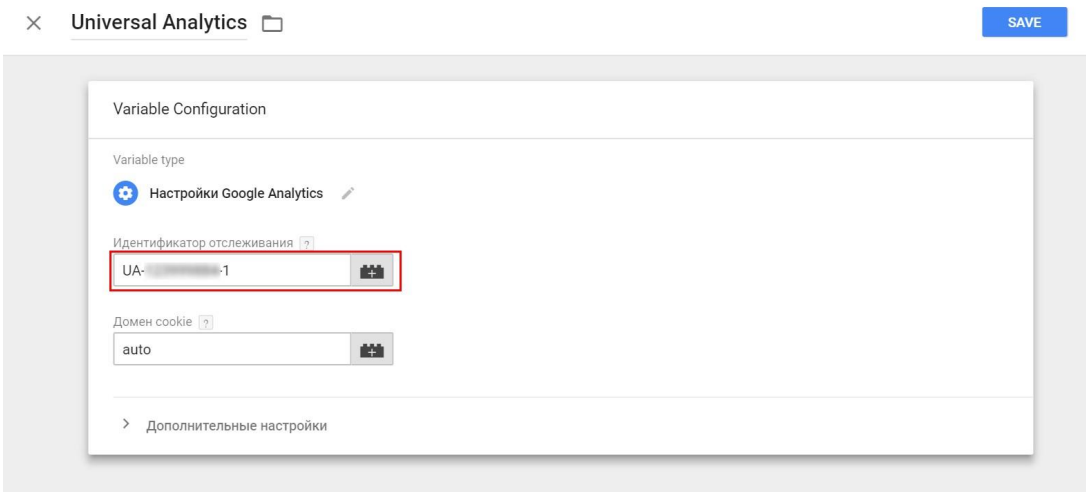 Universal Analytics
SAVE
Variable Configuration
Variable type
Настройки Google Analytics
Идентификатор отслеживания ?
UA- -1
Домен cookie ?
auto
Дополнительные настройки